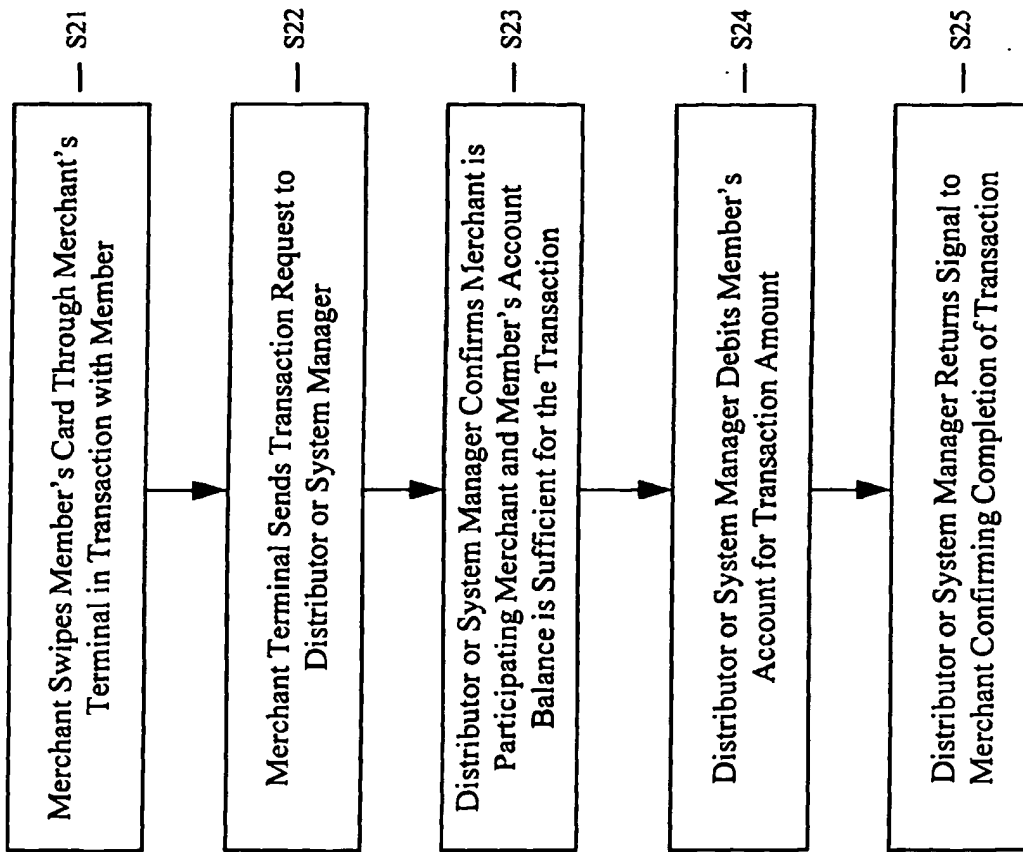 Merchant Swipes Member's Card Through Merchant's
Terminal in Transaction with Member
S21
Merchant Terminal Sends Transaction Request to
Distributor or System Manager
S22
Distributor or System Manager Confirms Merchant is
Participating Merchant and Member's Account
Balance is Sufficient for the Transaction
S23
Distributor or System Manager Debits Member's
Account for Transaction Amount
S24
Distributor or System Manager Returns Signal to
Merchant Confirming Completion of Transaction
S25